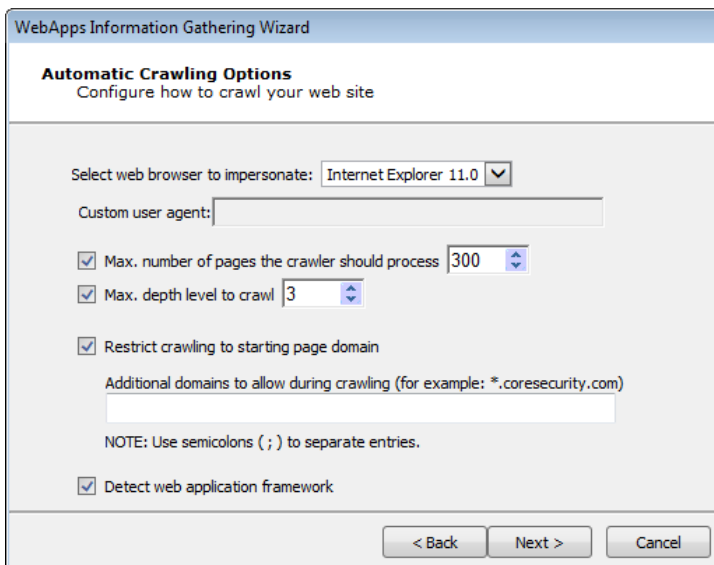 WebApps Information Gathering Wizard
Automatic Crawling Options
Configure how to crawl your web site
Select web browser to impersonate: Internet Explorer 11.0
Custom user agent:
Max. number of pages the crawler should process 300
Max. depth level to crawl 3
Restrict crawling to starting page domain
Additional domains to allow during crawling (for example: *.coresecurity.com)
NOTE: Use semicolons ( ; ) to separate entries.
Detect web application framework
< Back Next > Cancel